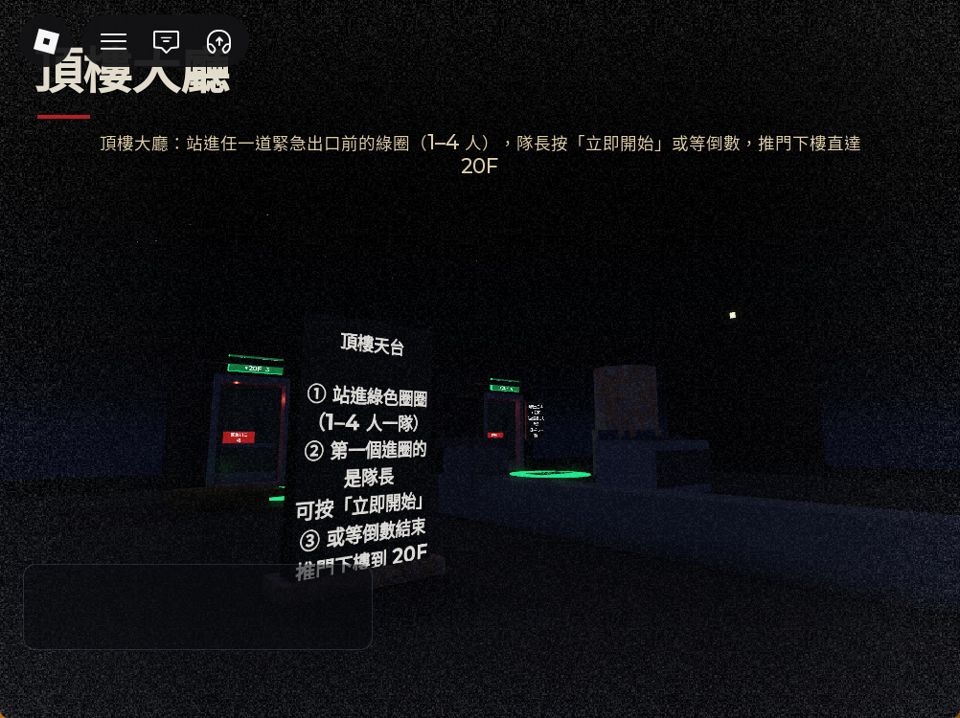 頂樓大廳
頂樓大廳：站進任一道緊急出口前的綠圈（1–4 人），隊長按「立即開始」或等倒數，推門下樓直達
20F
頂樓天台
① 站進綠色圈圈
（1–4 人一隊）
② 第一個進圈的
是隊長
可按「立即開始」
③ 或等倒數結束
推門下樓到 20F